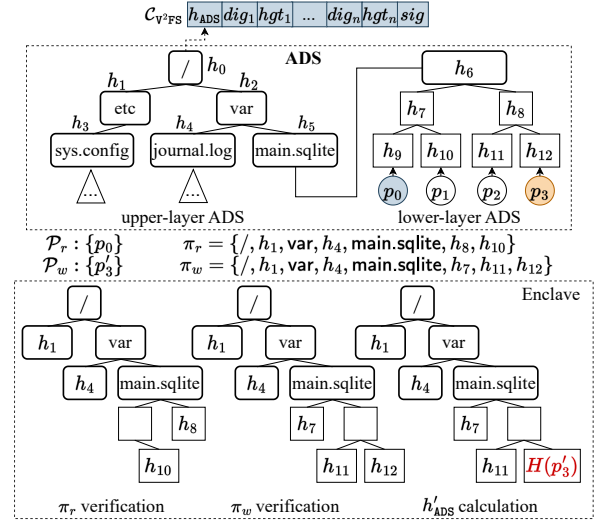 C_V²FS h_ADS dig_1 hgt_1 ... dig_n hgt_n sig
ADS
/ h_0
h_1 h_2
etc var
h_3 h_4 h_5
sys.config journal.log main.sqlite
... ...
upper-layer ADS
h_6
h_7 h_8
h_9 h_10 h_11 h_12
p_0 p_1 p_2 p_3
lower-layer ADS
P_r : {p_0} π_r = {/, h_1, var, h_4, main.sqlite, h_8, h_10}
P_w : {p'_3} π_w = {/, h_1, var, h_4, main.sqlite, h_7, h_11, h_12}
Enclave
/
h_1 var
h_4 main.sqlite
h_8
h_10
π_r verification
/
h_1 var
h_4 main.sqlite
h_7
h_11 h_12
π_w verification
/
h_1 var
h_4 main.sqlite
h_7
h_11 H(p'_3)
h'_ADS calculation